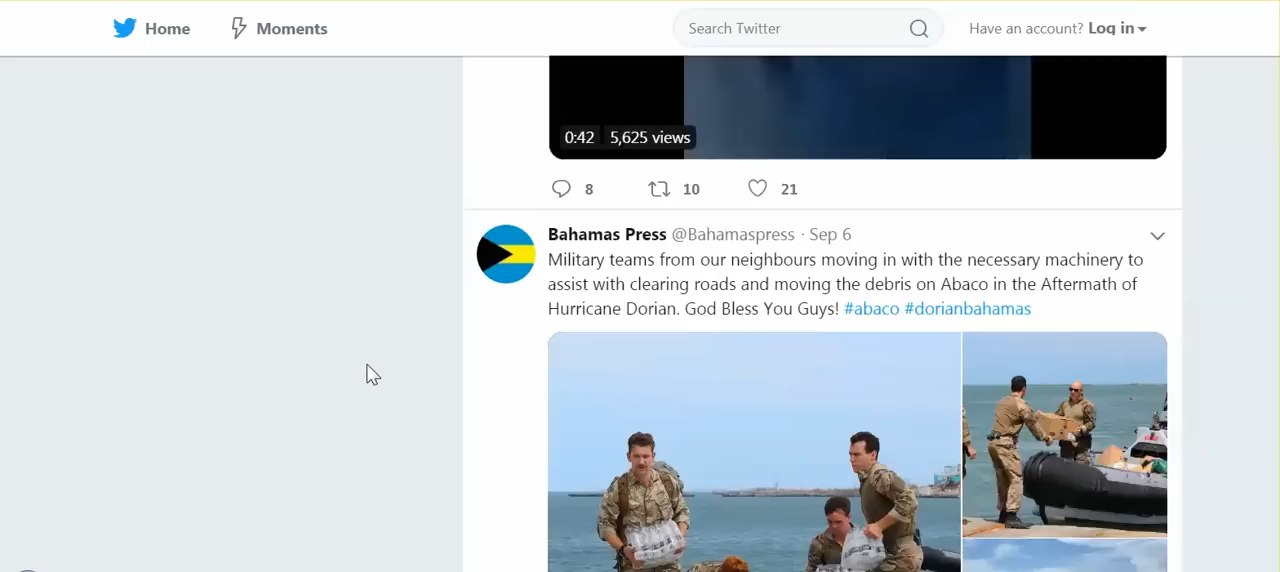 Home Moments Search Twitter Have an account? Log in
0:42 5,625 views
8 10 21
Bahamas Press @Bahamaspress · Sep 6
Military teams from our neighbours moving in with the necessary machinery to
assist with clearing roads and moving the debris on Abaco in the Aftermath of
Hurricane Dorian. God Bless You Guys! #abaco #dorianbahamas